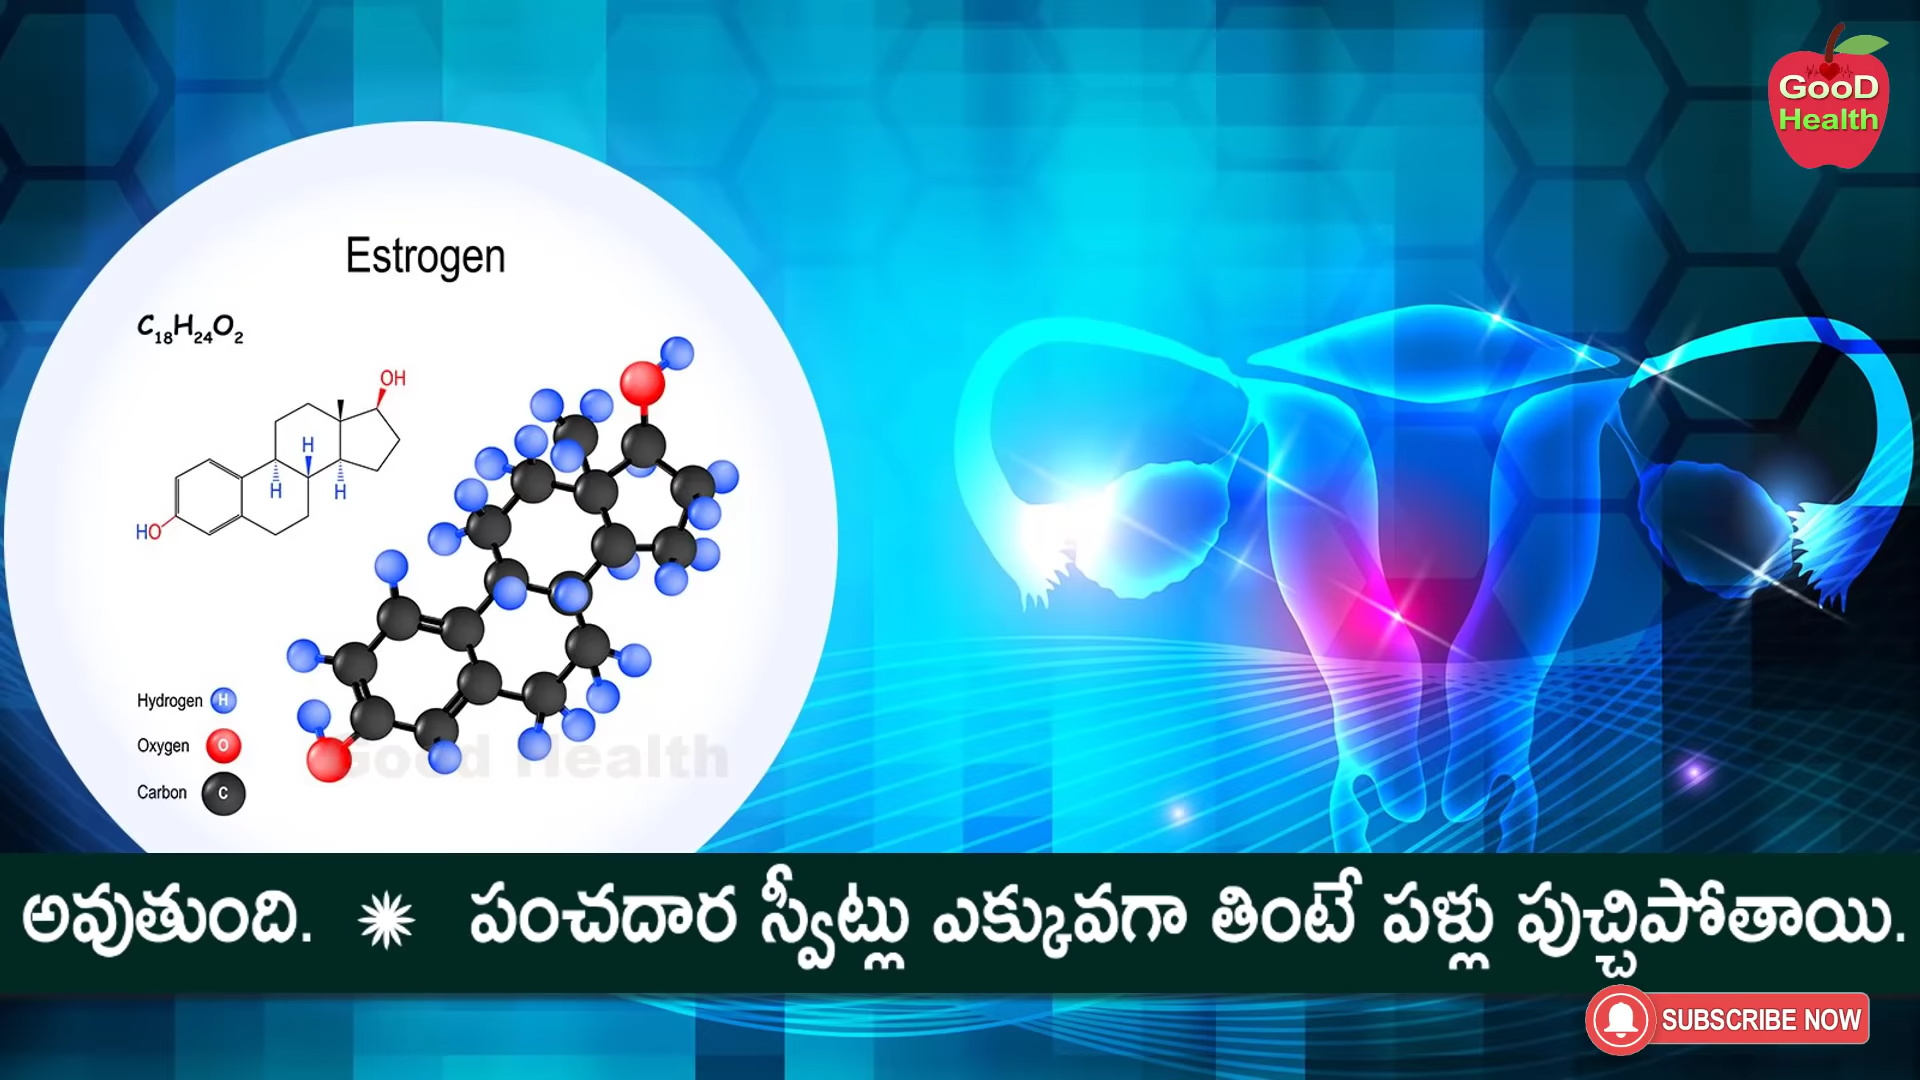 GooD
Health
Estrogen
C18H24O2
OH
H
H
H
HO
Hydrogen H
Oxygen O
Carbon C
Good Health
అవుతుంది. ✵ పంచదార స్వీట్లు ఎక్కువగా తింటే పళ్లు పుచ్చిపోతాయి.
SUBSCRIBE NOW